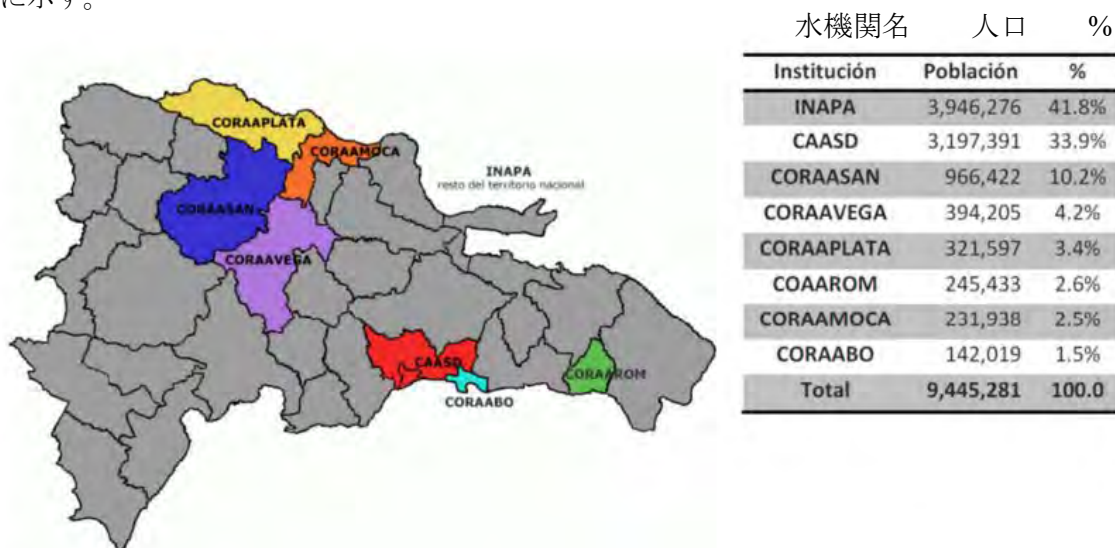 に示す。
水機関名 人口 %
Institución Población %
INAPA 3,946,276 41.8%
CAASD 3,197,391 33.9%
CORAASAN 966,422 10.2%
CORAAVEGA 394,205 4.2%
CORAAPLATA 321,597 3.4%
COAAROM 245,433 2.6%
CORAAMOCA 231,938 2.5%
CORAABO 142,019 1.5%
Total 9,445,281 100.0
CORAAPLATA
CORAAMOCA
INAPA
resto del territorio nacional
CORAASAN
CORAAVEGA
CAASD
CORAAROM
CORAABO